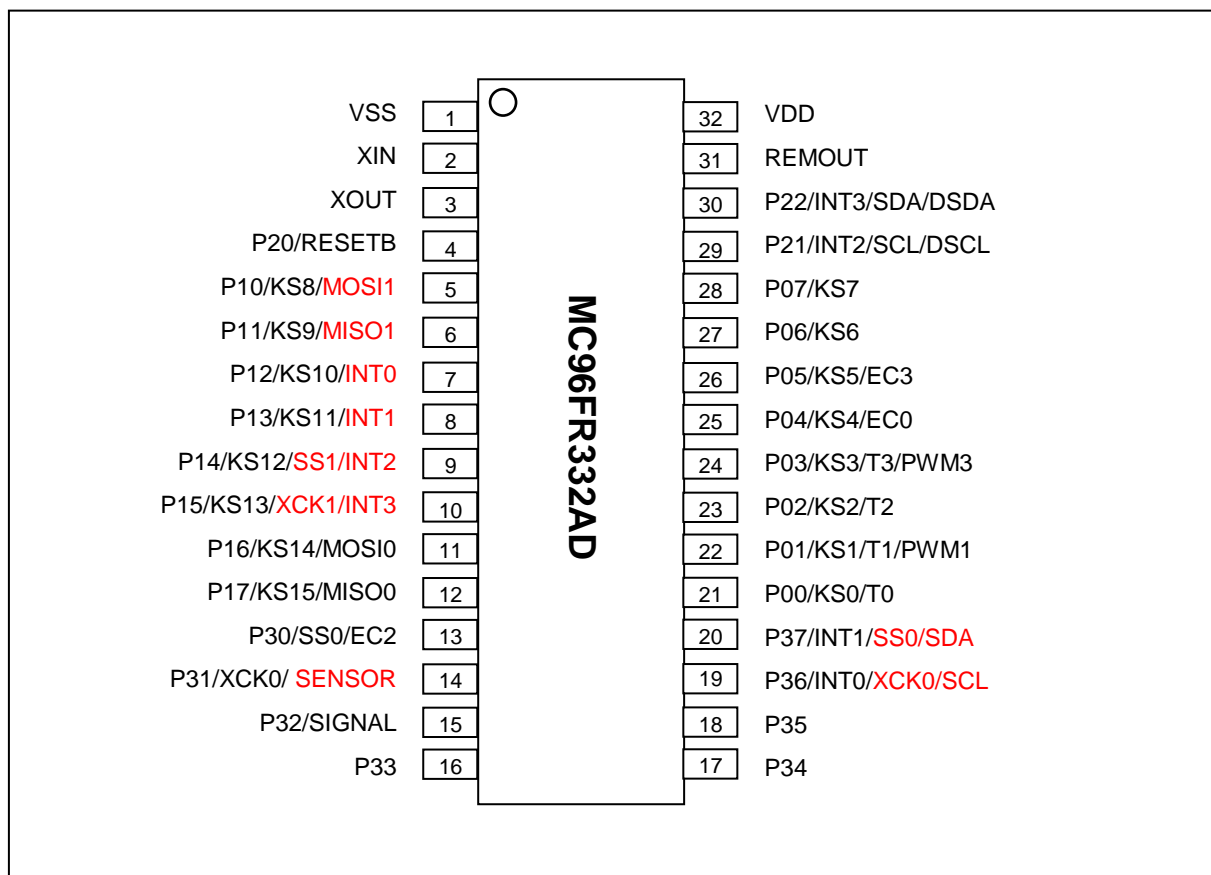 VSS 1 32 VDD
XIN 2 31 REMOUT
XOUT 3 30 P22/INT3/SDA/DSDA
P20/RESETB 4 29 P21/INT2/SCL/DSCL
P10/KS8/MOSI1 5 28 P07/KS7
P11/KS9/MISO1 6 27 P06/KS6
P12/KS10/INT0 7 26 P05/KS5/EC3
P13/KS11/INT1 8 25 P04/KS4/EC0
P14/KS12/SS1/INT2 9 24 P03/KS3/T3/PWM3
P15/KS13/XCK1/INT3 10 23 P02/KS2/T2
P16/KS14/MOSI0 11 22 P01/KS1/T1/PWM1
P17/KS15/MISO0 12 21 P00/KS0/T0
P30/SS0/EC2 13 20 P37/INT1/SS0/SDA
P31/XCK0/ SENSOR 14 19 P36/INT0/XCK0/SCL
P32/SIGNAL 15 18 P35
P33 16 17 P34
MC96FR332AD